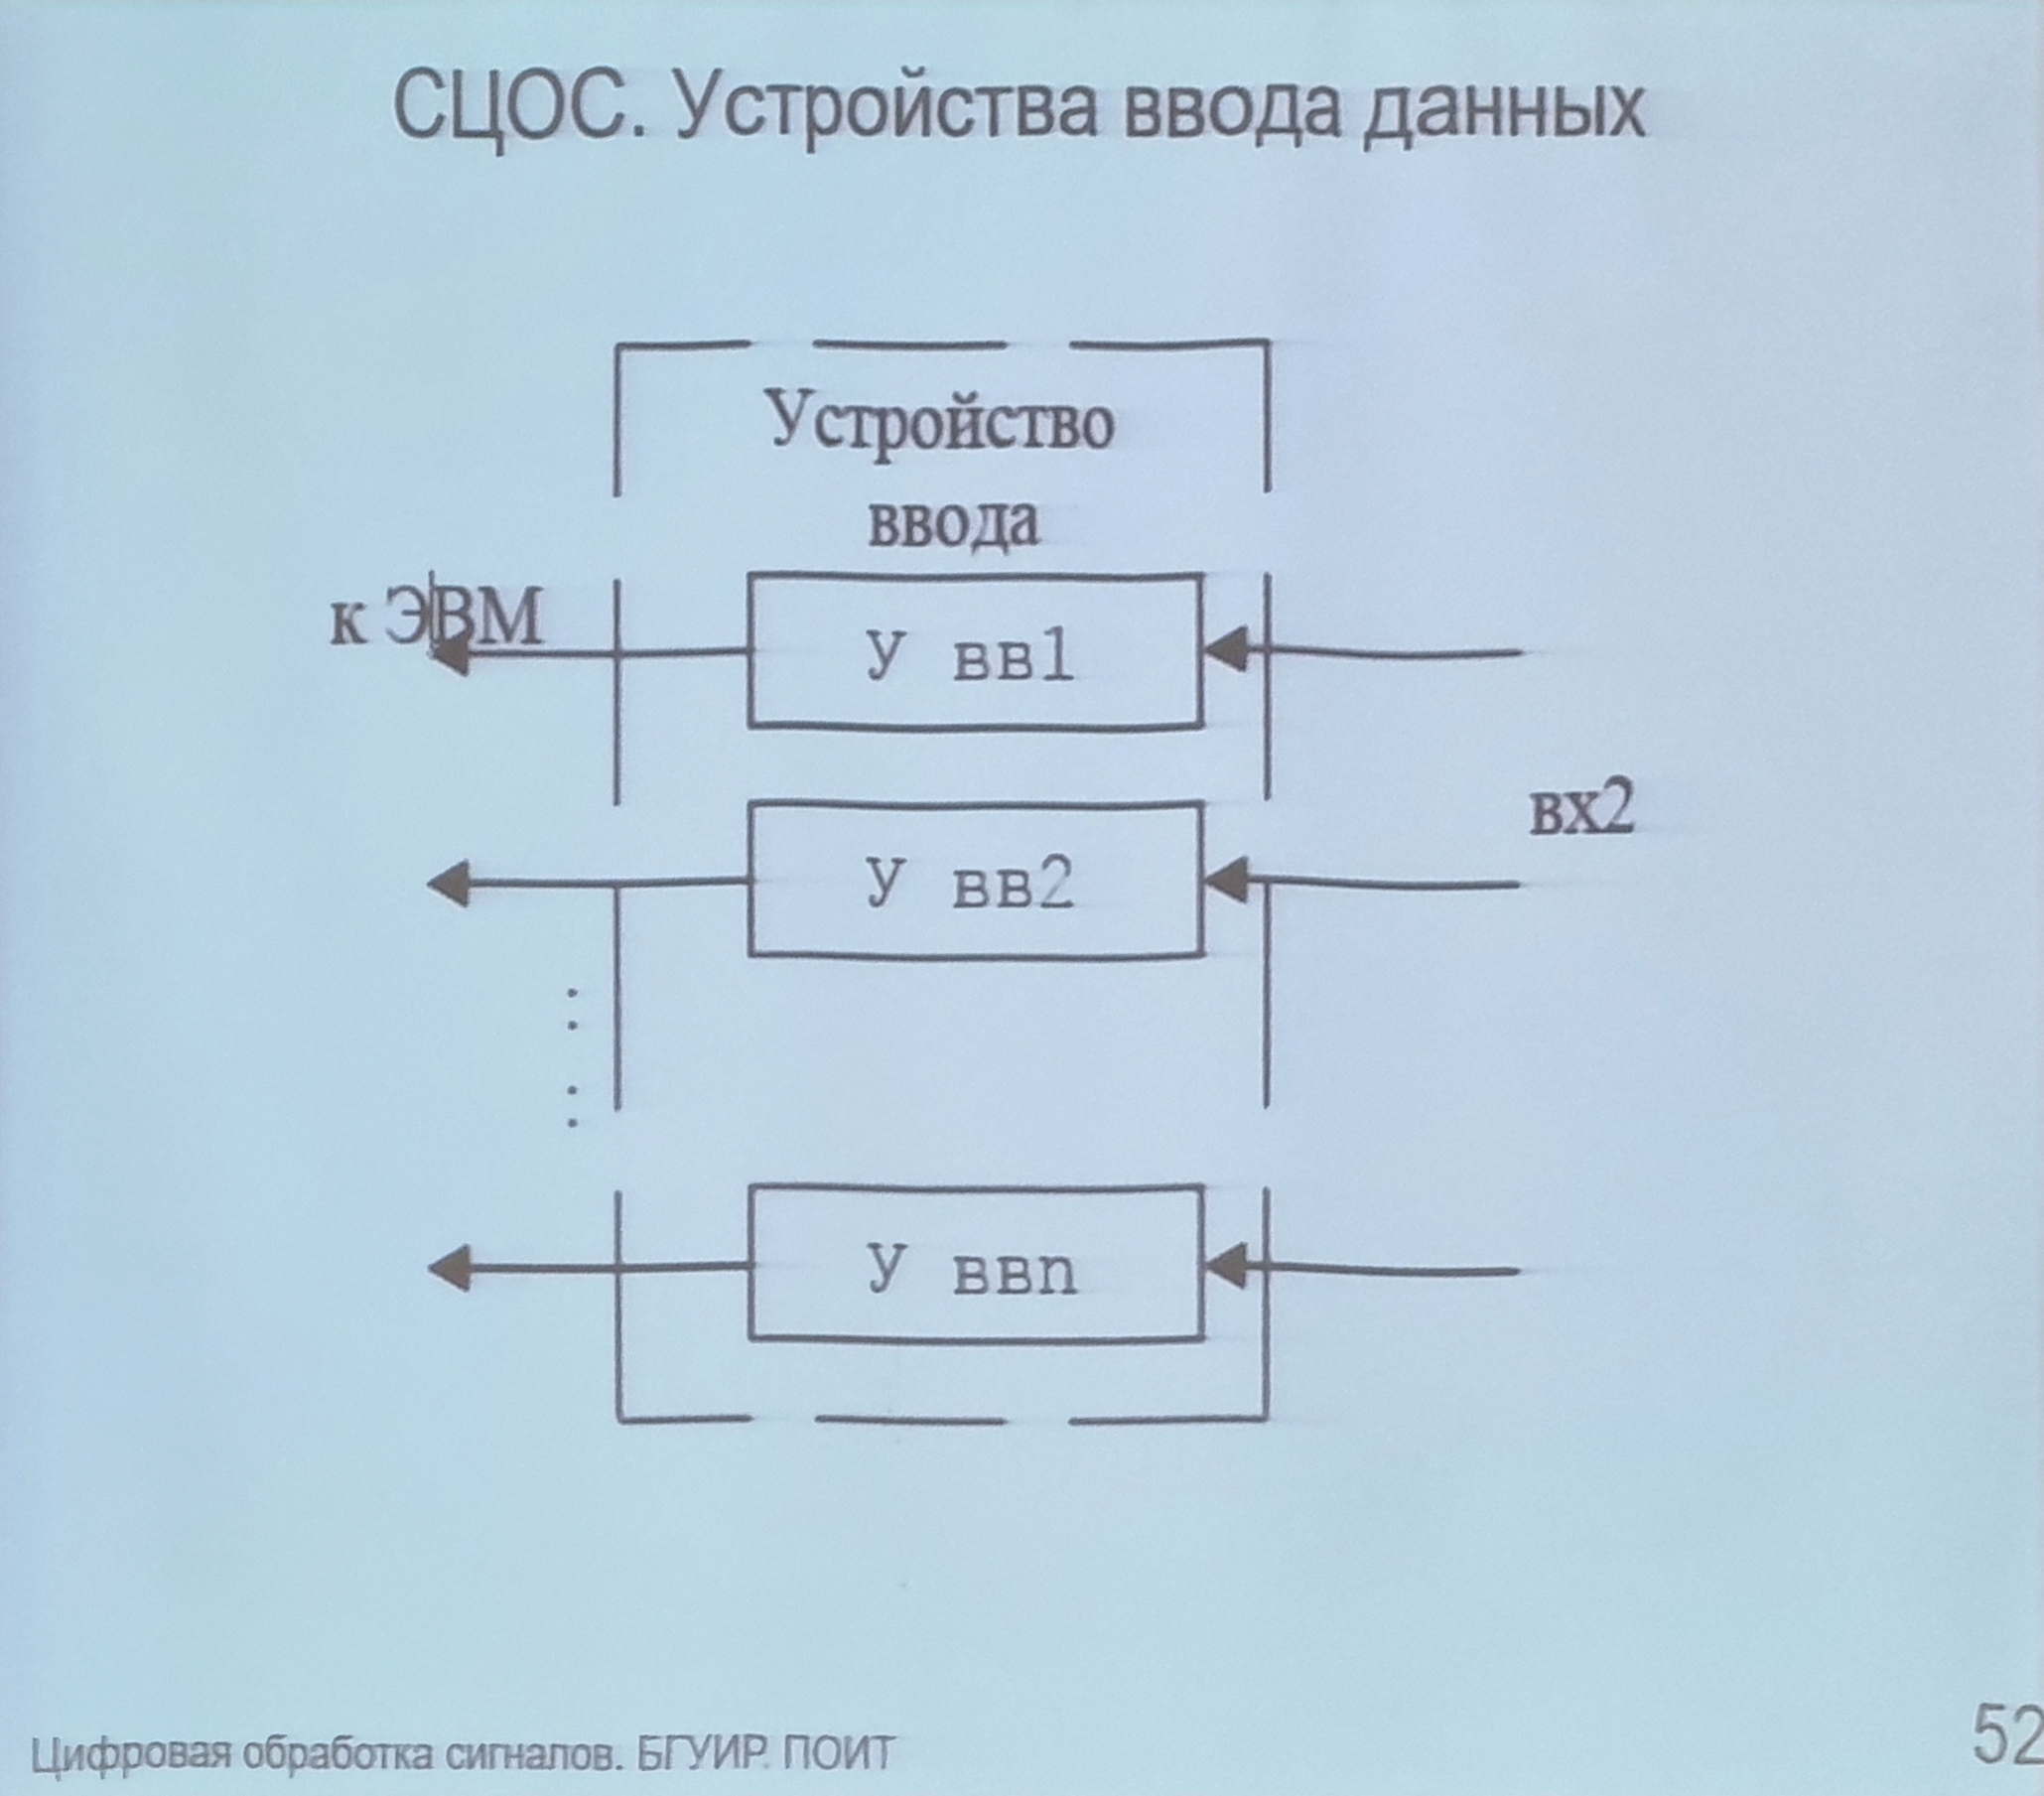 СЦОС. Устройства ввода данных
Устройство
ввода
к ЭВМ
У вв1
вх2
У вв2
У ввn
Цифровая обработка сигналов. БГУИР. ПОИТ
52